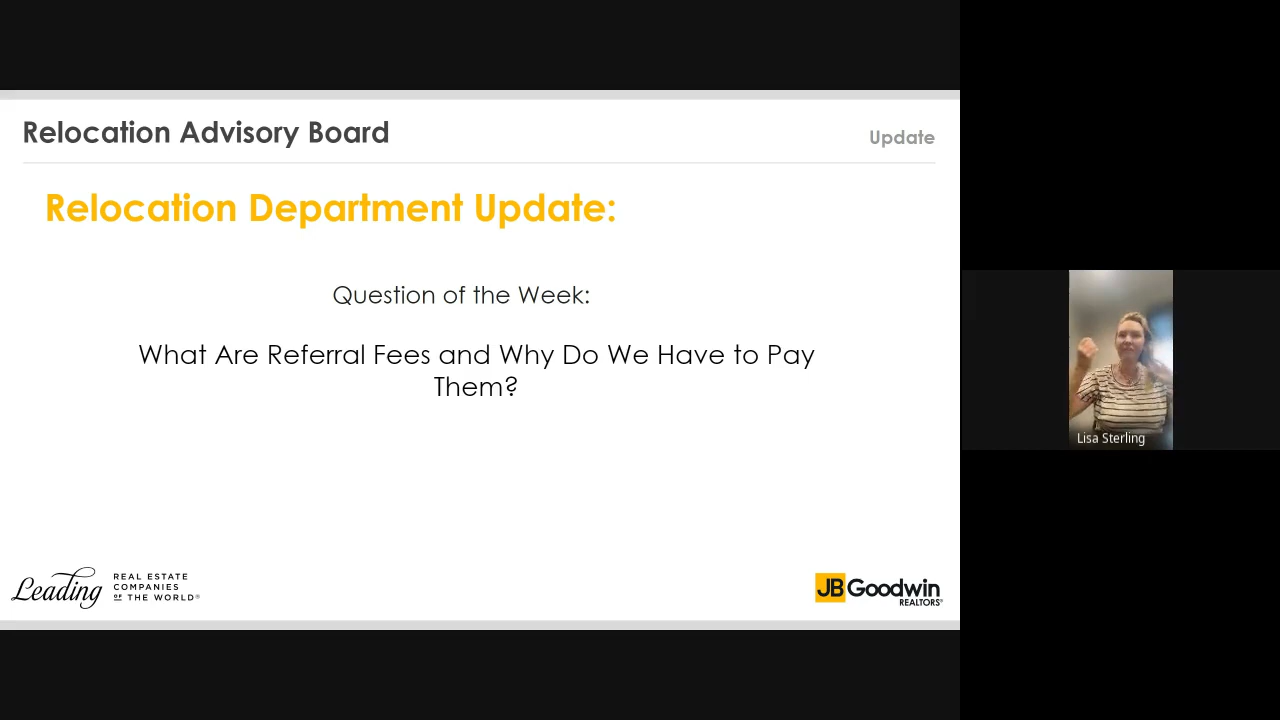 Relocation Advisory Board
Update
Relocation Department Update:
Question of the Week:
What Are Referral Fees and Why Do We Have to Pay
Them?
Leading
REAL ESTATE
COMPANIES
OF THE WORLD®
JB Goodwin
REALTORS®
Lisa Sterling